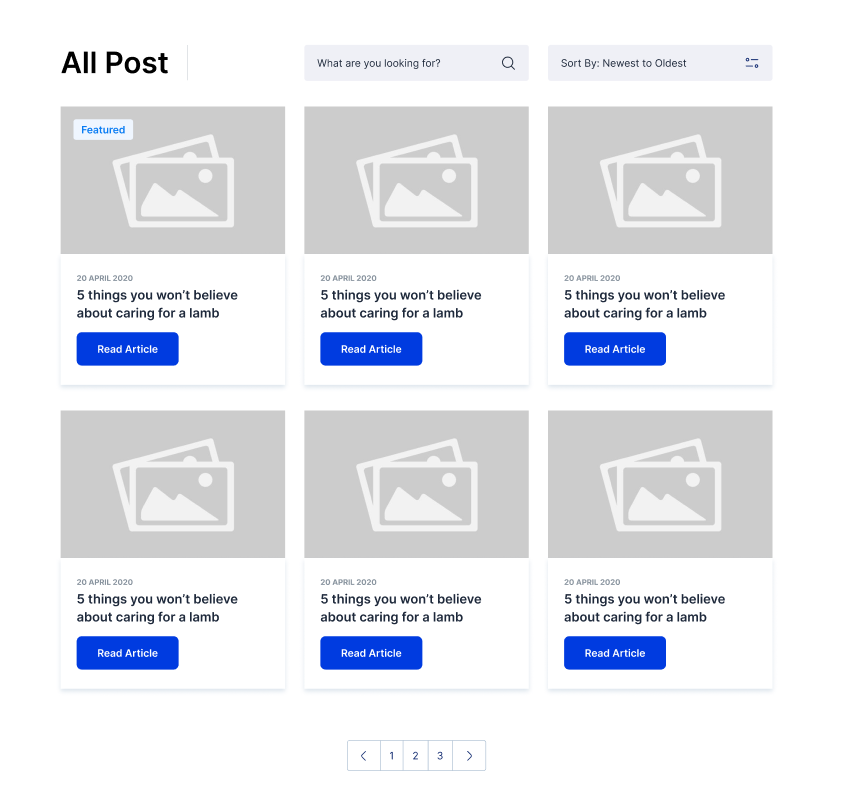 All Post
What are you looking for?
Sort By: Newest to Oldest
Featured
20 APRIL 2020
5 things you won’t believe
about caring for a lamb
Read Article
20 APRIL 2020
5 things you won’t believe
about caring for a lamb
Read Article
20 APRIL 2020
5 things you won’t believe
about caring for a lamb
Read Article
20 APRIL 2020
5 things you won’t believe
about caring for a lamb
Read Article
20 APRIL 2020
5 things you won’t believe
about caring for a lamb
Read Article
20 APRIL 2020
5 things you won’t believe
about caring for a lamb
Read Article
1 2 3